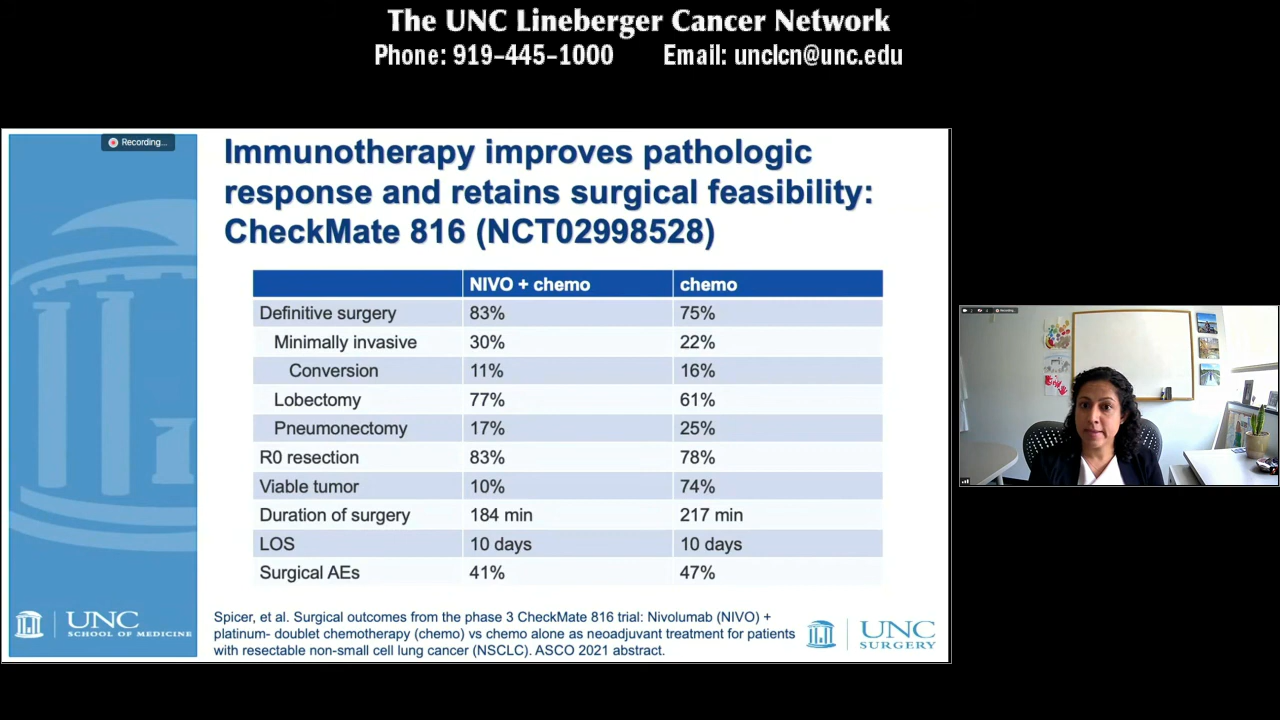 The UNC Lineberger Cancer Network
Phone: 919-445-1000 Email: unclcn@unc.edu
Recording...
Immunotherapy improves pathologic
response and retains surgical feasibility:
CheckMate 816 (NCT02998528)
NIVO + chemo chemo
Definitive surgery 83% 75%
Minimally invasive 30% 22%
Conversion 11% 16%
Lobectomy 77% 61%
Pneumonectomy 17% 25%
R0 resection 83% 78%
Viable tumor 10% 74%
Duration of surgery 184 min 217 min
LOS 10 days 10 days
Surgical AEs 41% 47%
Spicer, et al. Surgical outcomes from the phase 3 CheckMate 816 trial: Nivolumab (NIVO) +
platinum- doublet chemotherapy (chemo) vs chemo alone as neoadjuvant treatment for patients
with resectable non-small cell lung cancer (NSCLC). ASCO 2021 abstract.
UNC
SCHOOL OF MEDICINE
UNC
SURGERY